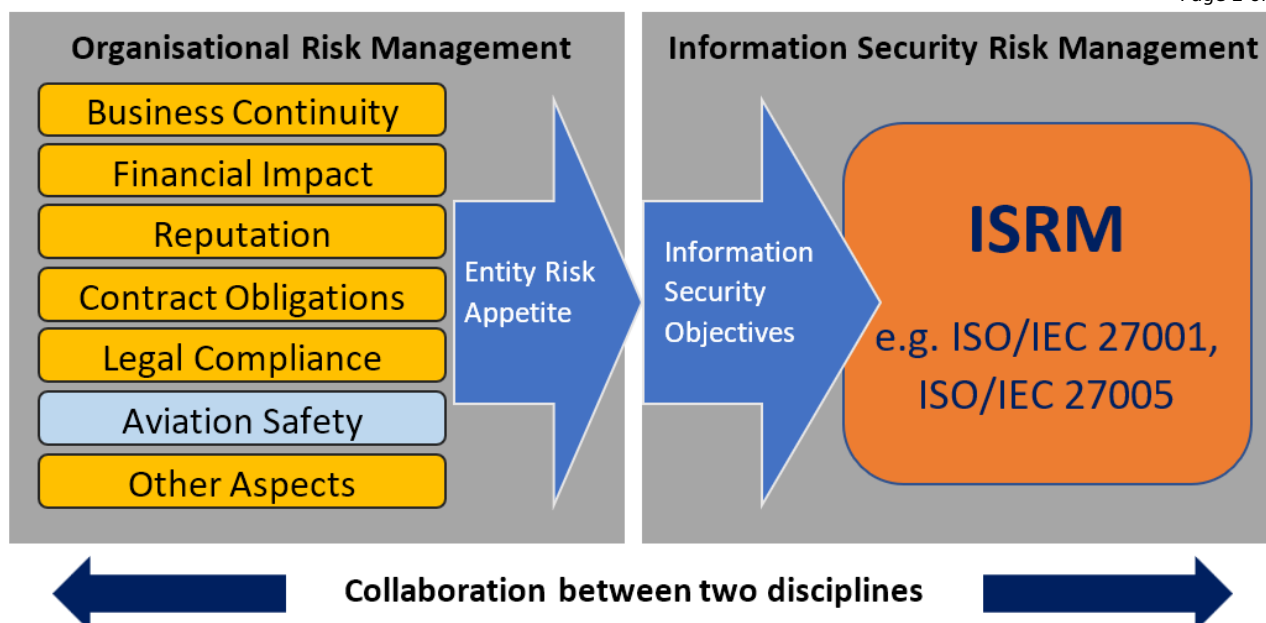 Organisational Risk Management
Business Continuity
Financial Impact
Reputation
Contract Obligations
Legal Compliance
Aviation Safety
Other Aspects
Entity Risk
Appetite
Information Security Risk Management
Information
Security
Objectives
ISRM
e.g. ISO/IEC 27001,
ISO/IEC 27005
Collaboration between two disciplines